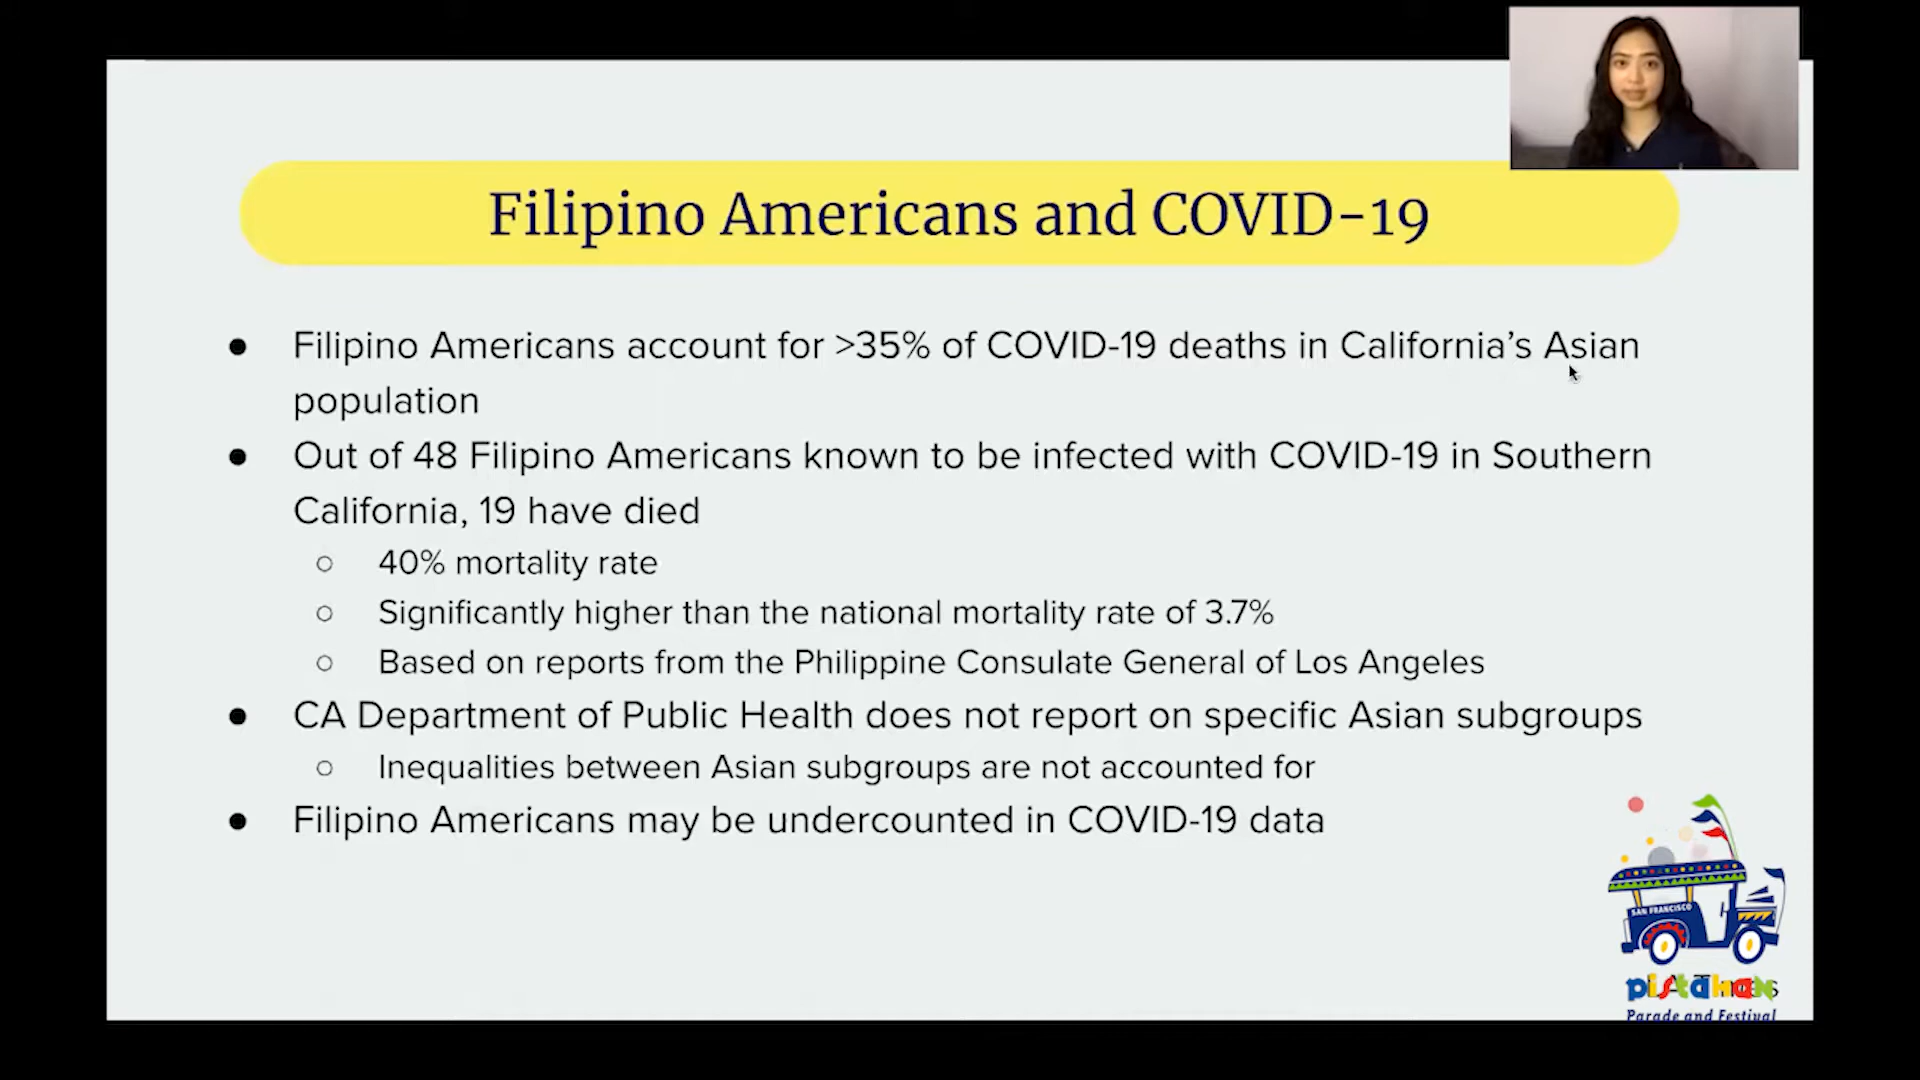 Filipino Americans and COVID-19
● Filipino Americans account for >35% of COVID-19 deaths in California’s Asian
population
● Out of 48 Filipino Americans known to be infected with COVID-19 in Southern
California, 19 have died
○ 40% mortality rate
○ Significantly higher than the national mortality rate of 3.7%
○ Based on reports from the Philippine Consulate General of Los Angeles
● CA Department of Public Health does not report on specific Asian subgroups
○ Inequalities between Asian subgroups are not accounted for
● Filipino Americans may be undercounted in COVID-19 data
SAN FRANCISCO
pistahan
Parade and Festival